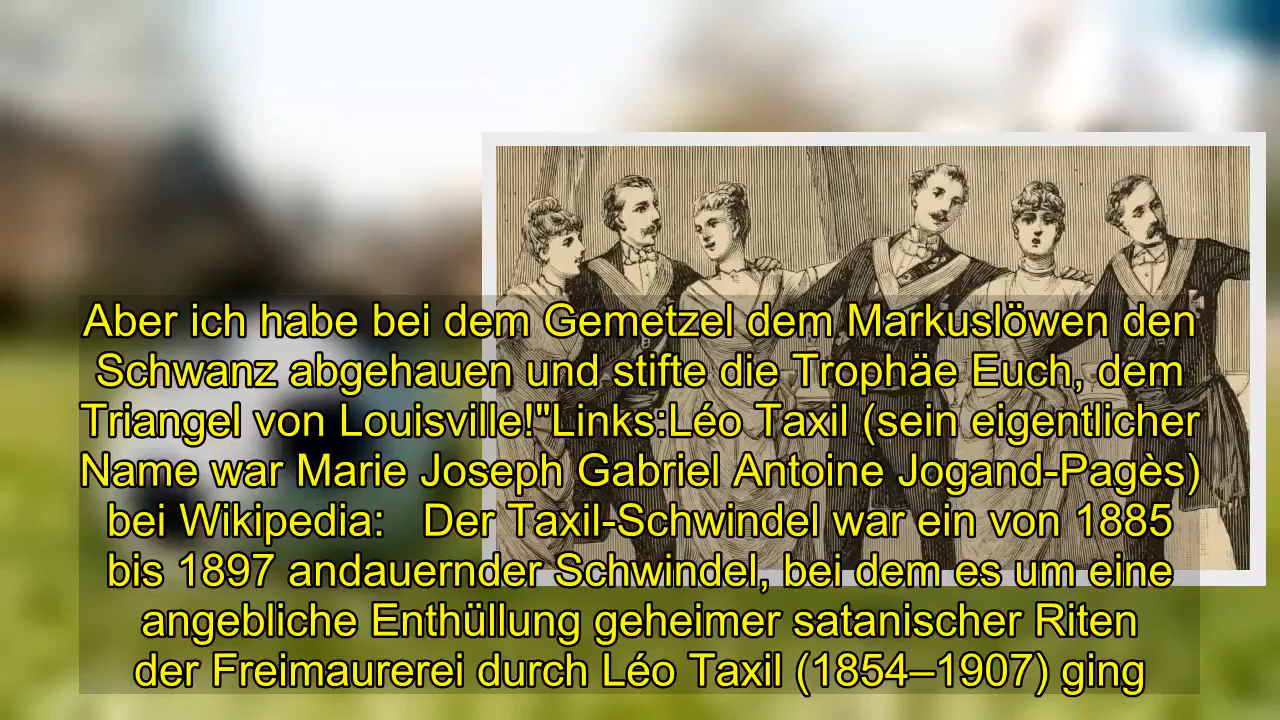 Aber ich habe bei dem Gemetzel dem Markuslöwen den
Schwanz abgehauen und stifte die Trophäe Euch, dem
Triangel von Louisville!"Links:Léo Taxil (sein eigentlicher
Name war Marie Joseph Gabriel Antoine Jogand-Pagès)
bei Wikipedia:   Der Taxil-Schwindel war ein von 1885
bis 1897 andauernder Schwindel, bei dem es um eine
angebliche Enthüllung geheimer satanischer Riten
der Freimaurerei durch Léo Taxil (1854–1907) ging